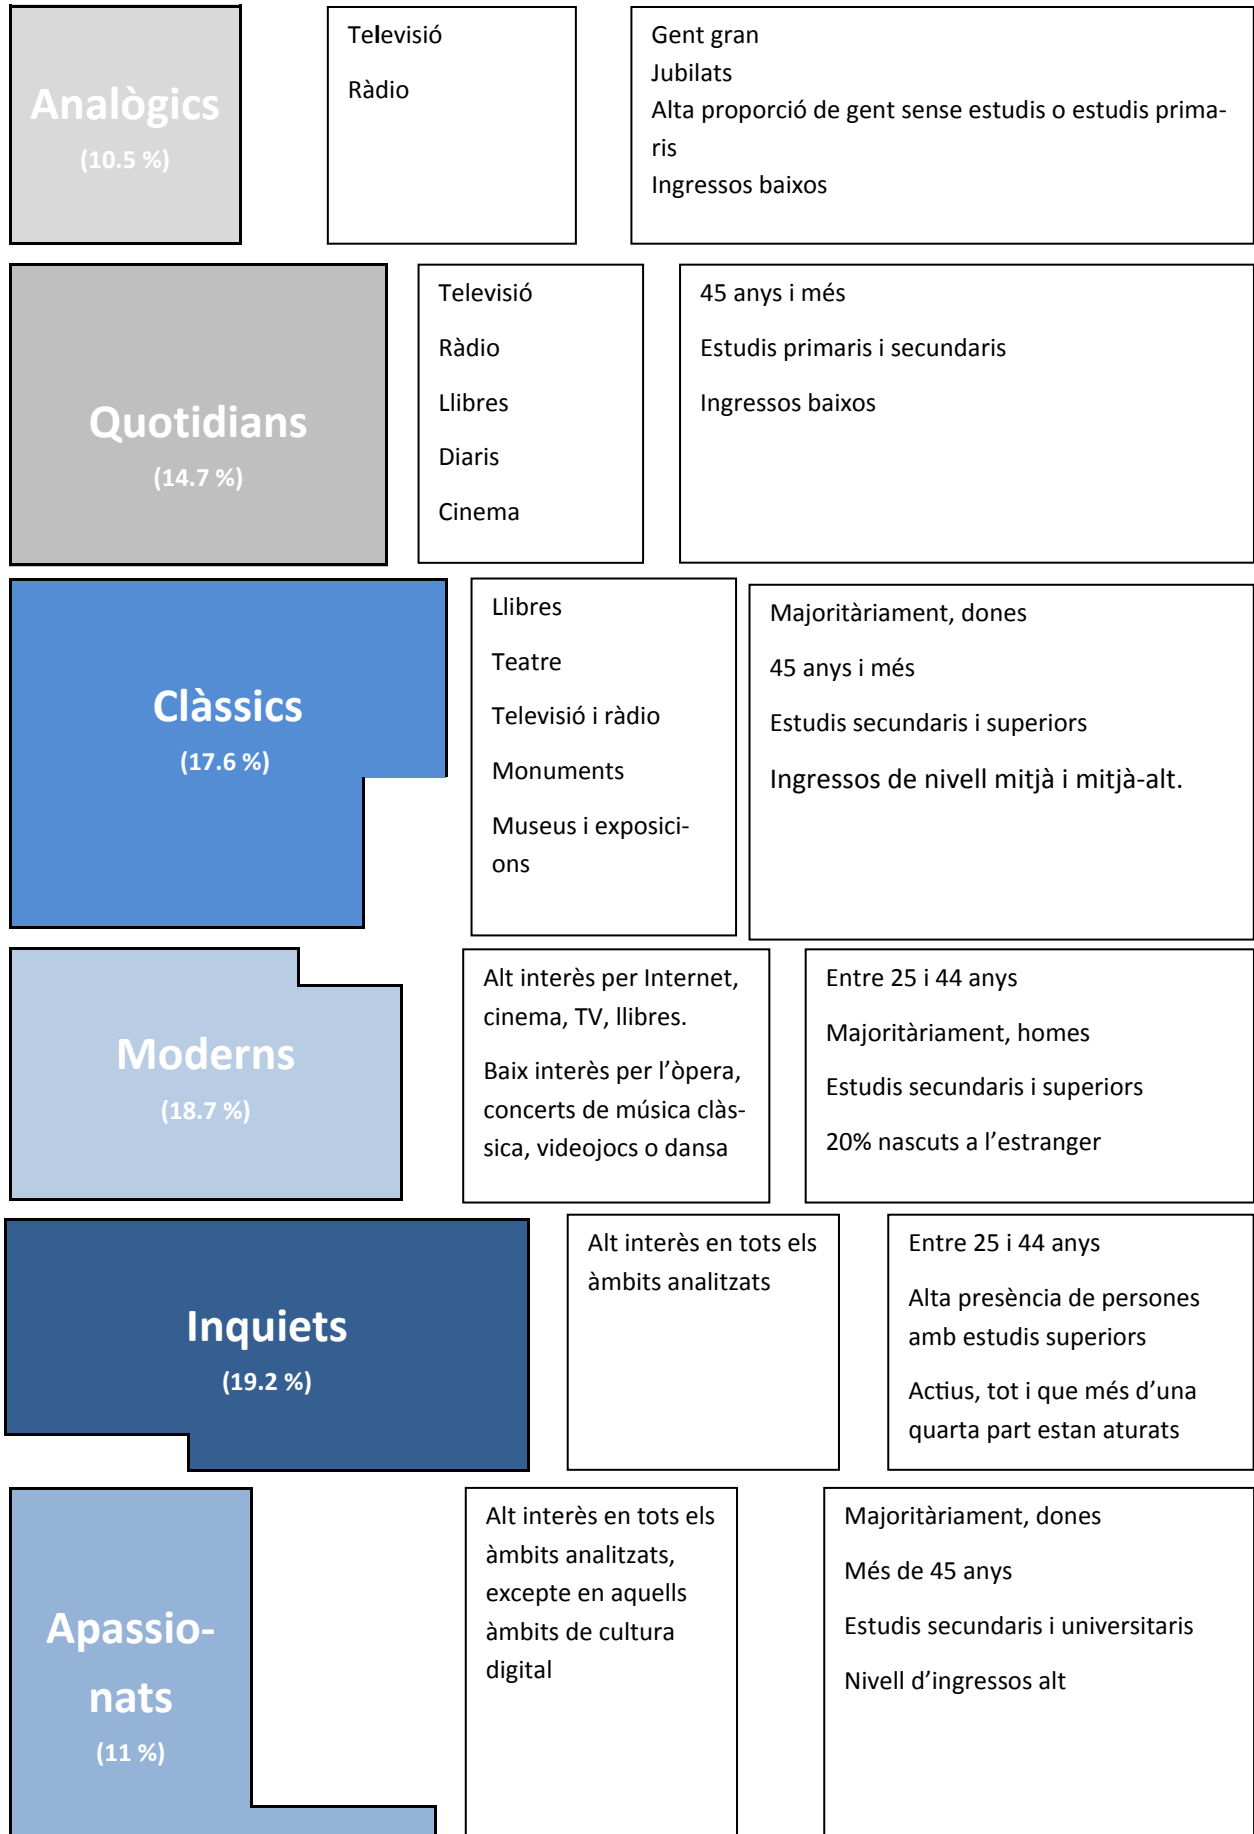 Analògics
(10.5 %)
Televisió
Ràdio
Gent gran
Jubilats
Alta proporció de gent sense estudis o estudis prima-
ris
Ingressos baixos
Quotidians
(14.7 %)
Televisió
Ràdio
Llibres
Diaris
Cinema
45 anys i més
Estudis primaris i secundaris
Ingressos baixos
Clàssics
(17.6 %)
Llibres
Teatre
Televisió i ràdio
Monuments
Museus i exposici-
ons
Majoritàriament, dones
45 anys i més
Estudis secundaris i superiors
Ingressos de nivell mitjà i mitjà-alt.
Moderns
(18.7 %)
Alt interès per Internet,
cinema, TV, llibres.
Baix interès per l’òpera,
concerts de música clàs-
sica, videojocs o dansa
Entre 25 i 44 anys
Majoritàriament, homes
Estudis secundaris i superiors
20% nascuts a l’estranger
Inquiets
(19.2 %)
Alt interès en tots els
àmbits analitzats
Entre 25 i 44 anys
Alta presència de persones
amb estudis superiors
Actius, tot i que més d’una
quarta part estan aturats
Apassio-
nats
(11 %)
Alt interès en tots els
àmbits analitzats,
excepte en aquells
àmbits de cultura
digital
Majoritàriament, dones
Més de 45 anys
Estudis secundaris i universitaris
Nivell d’ingressos alt